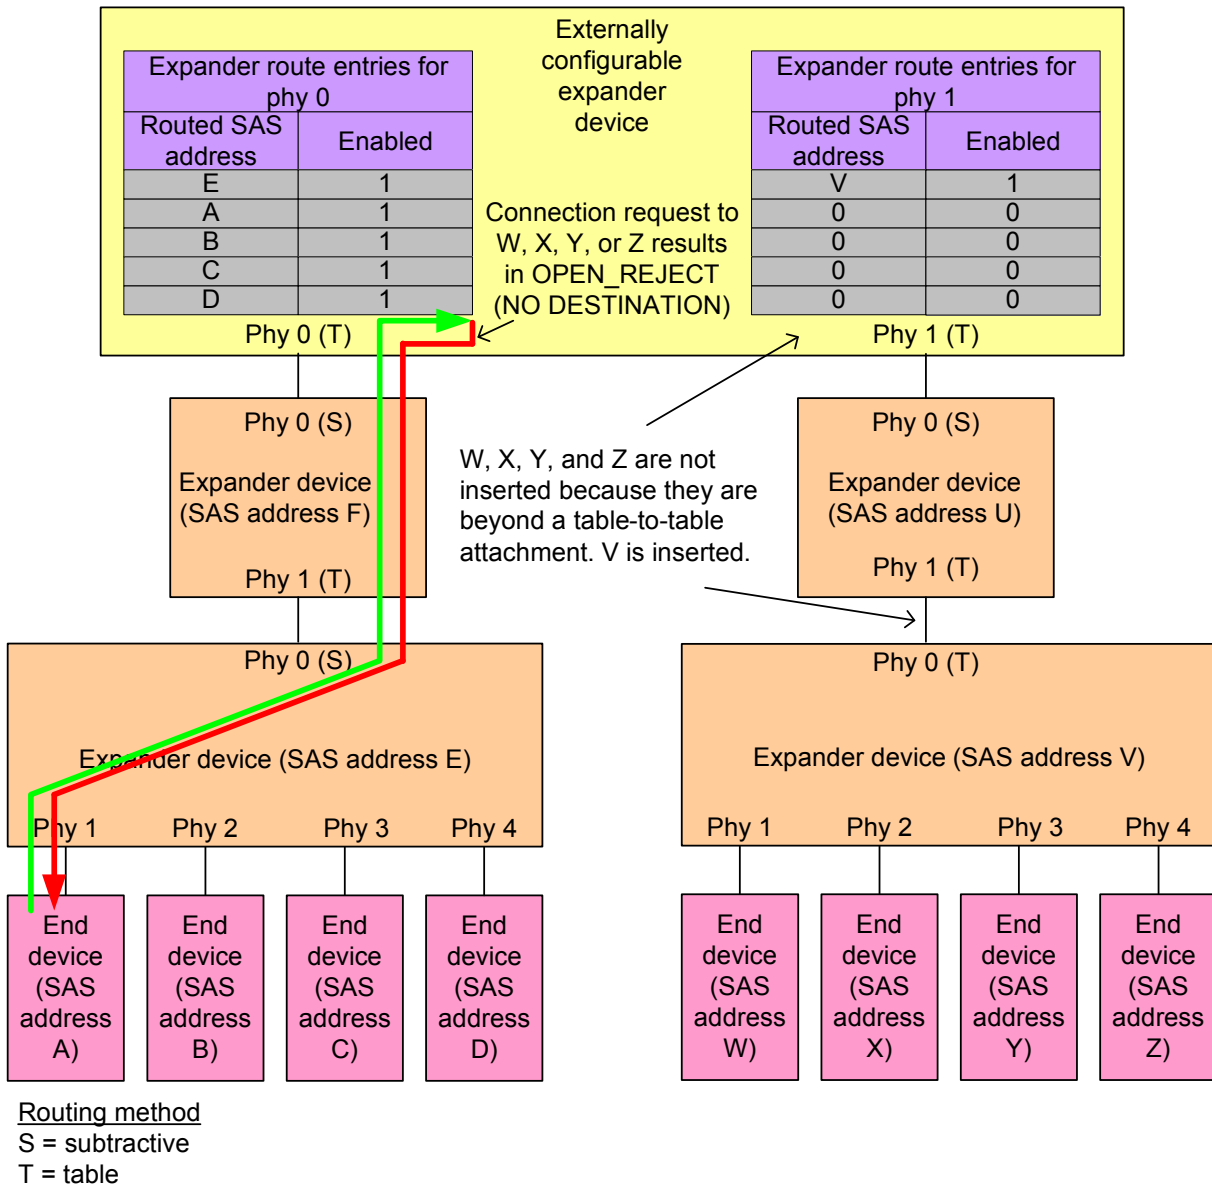 Externally
configurable
expander
device
Expander route entries for
phy 0
Routed SAS
address
Enabled
E 1
A 1
B 1
C 1
D 1
Expander route entries for
phy 1
Routed SAS
address
Enabled
V 1
0 0
0 0
0 0
0 0
Connection request to
W, X, Y, or Z results
in OPEN_REJECT
(NO DESTINATION)
Phy 0 (T)
Phy 1 (T)
Phy 0 (S)
Expander device
(SAS address F)
Phy 1 (T)
W, X, Y, and Z are not
inserted because they are
beyond a table-to-table
attachment. V is inserted.
Phy 0 (S)
Expander device
(SAS address U)
Phy 1 (T)
Phy 0 (S)
Expander device (SAS address E)
Phy 1 Phy 2 Phy 3 Phy 4
Phy 0 (T)
Expander device (SAS address V)
Phy 1 Phy 2 Phy 3 Phy 4
End
device
(SAS
address
A)
End
device
(SAS
address
B)
End
device
(SAS
address
C)
End
device
(SAS
address
D)
End
device
(SAS
address
W)
End
device
(SAS
address
X)
End
device
(SAS
address
Y)
End
device
(SAS
address
Z)
Routing method
S = subtractive
T = table